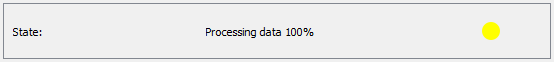 State: Processing data 100%